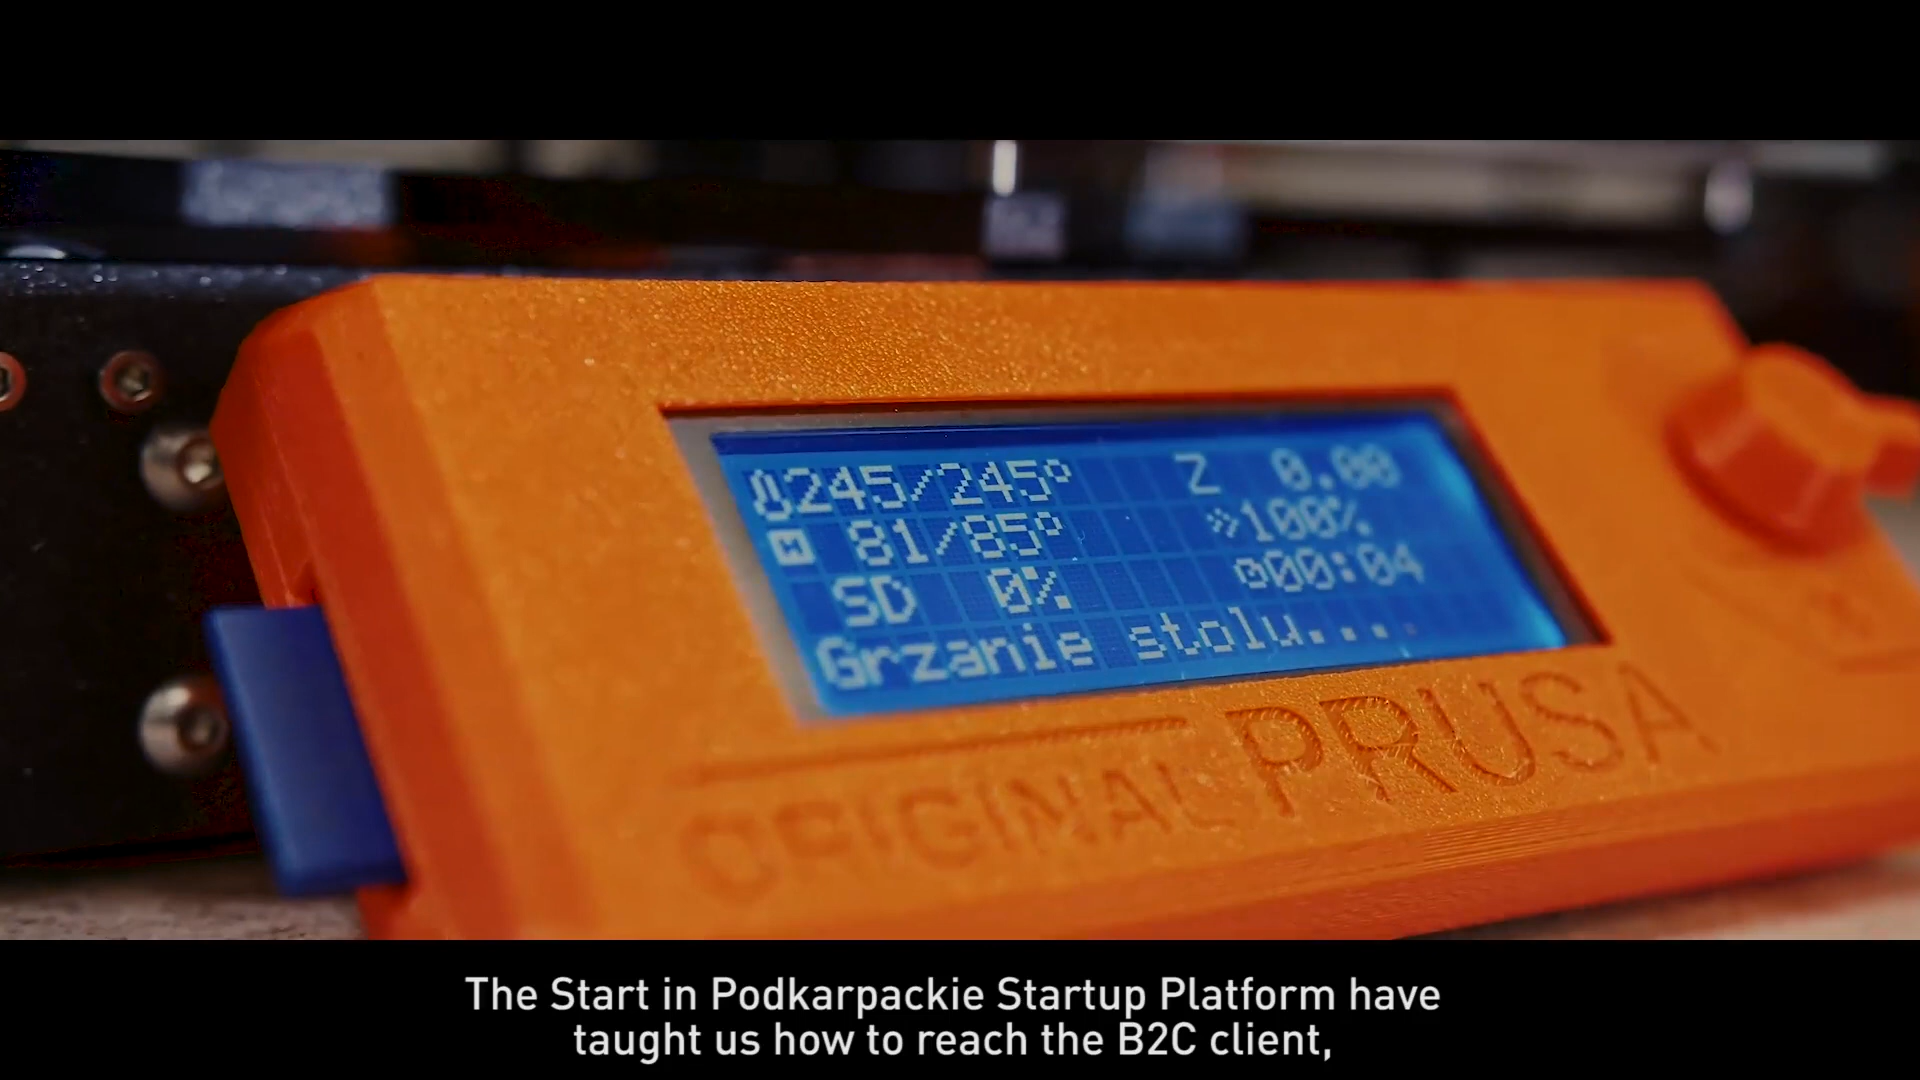 245/245°
Z 0.00
81/85°
100%
SD 0%
00:04
Grzanie stolu....
ORIGINAL PRUSA
The Start in Podkarpackie Startup Platform have
taught us how to reach the B2C client,